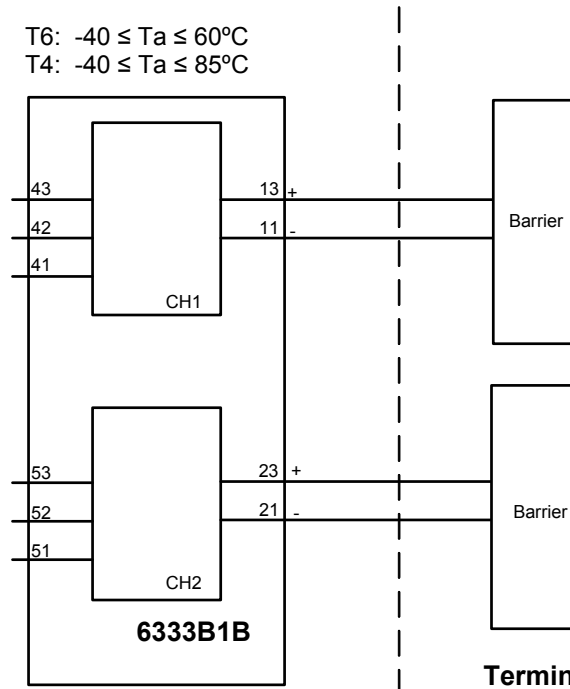 T6: -40 ≤ Ta ≤ 60ºC
T4: -40 ≤ Ta ≤ 85ºC
43
13 +
42
11 -
41
CH1
Barrier
53
23 +
52
21 -
51
CH2
Barrier
6333B1B
Termin